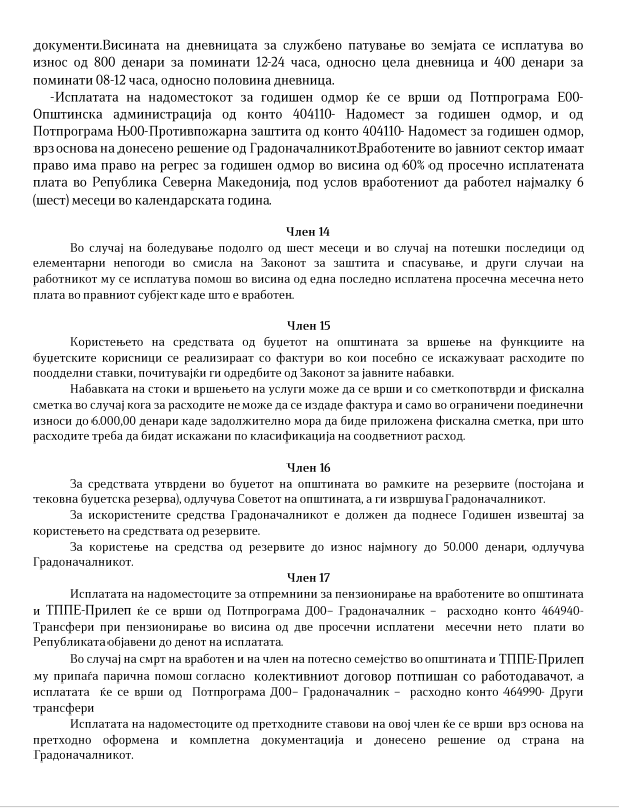 документи.Висината на дневницата за службено патување во земјата се исплатува во
износ од 800 денари за поминати 12-24 часа, односно цела дневница и 400 денари за
поминати 08-12 часа, односно половина дневница.
-Исплатата на надоместокот за годишен одмор ќе се врши од Потпрограма Е00-
Општинска администрација од конто 404110- Надомест за годишен одмор, и од
Потпрограма Њ00-Противпожарна заштита од конто 404110- Надомест за годишен одмор,
врз основа на донесено решение од Градоначалникот.Вработените во јавниот сектор имаат
право има право на регрес за годишен одмор во висина од 60% од просечно исплатената
плата во Република Северна Македонија, под услов вработениот да работел најмалку 6
(шест) месеци во календарската година.
Член 14
Во случај на боледување подолго од шест месеци и во случај на потешки последици од
елементарни непогоди во смисла на Законот за заштита и спасување, и други случаи на
работникот му се исплатува помош во висина од една последно исплатена просечна месечна нето
плата во правниот субјект каде што е вработен.
Член 15
Користењето на средствата од буџетот на општината за вршење на функциите на
буџетските корисници се реализираат со фактури во кои посебно се искажуваат расходите по
поодделни ставки, почитувајќи ги одредбите од Законот за јавните набавки.
Набавката на стоки и вршењето на услуги може да се врши и со сметкопотврди и фискална
сметка во случај кога за расходите не може да се издаде фактура и само во ограничени поединечни
износи до 6.000,00 денари каде задолжително мора да биде приложена фискална сметка, при што
расходите треба да бидат искажани по класификација на соодветниот расход.
Член 16
За средствата утврдени во буџетот на општината во рамките на резервите (постојана и
тековна буџетска резерва), одлучува Советот на општината, а ги извршува Градоначалникот.
За искористените средства Градоначалникот е должен да поднесе Годишен извештај за
користењето на средствата од резервите.
За користење на средства од резервите до износ најмногу до 50.000 денари, одлучува
Градоначалникот.
Член 17
Исплатата на надоместоците за отпремнини за пензионирање на вработените во општината
и ТППЕ-Прилеп ќе се врши од Потпрограма Д00– Градоначалник – расходно конто 464940-
Трансфери при пензионирање во висина од две просечни исплатени месечни нето плати во
Републиката објавени до денот на исплатата.
Во случај на смрт на вработен и на член на потесно семејство во општината и ТППЕ-Прилеп
му припаѓа парична помош согласно колективниот договор потпишан со работодавачот, а
исплатата ќе се врши од Потпрограма Д00– Градоначалник – расходно конто 464990- Други
трансфери
Исплатата на надоместоците од претходните ставови на овој член ќе се врши врз основа на
претходно оформена и комплетна документација и донесено решение од страна на
Градоначалникот.